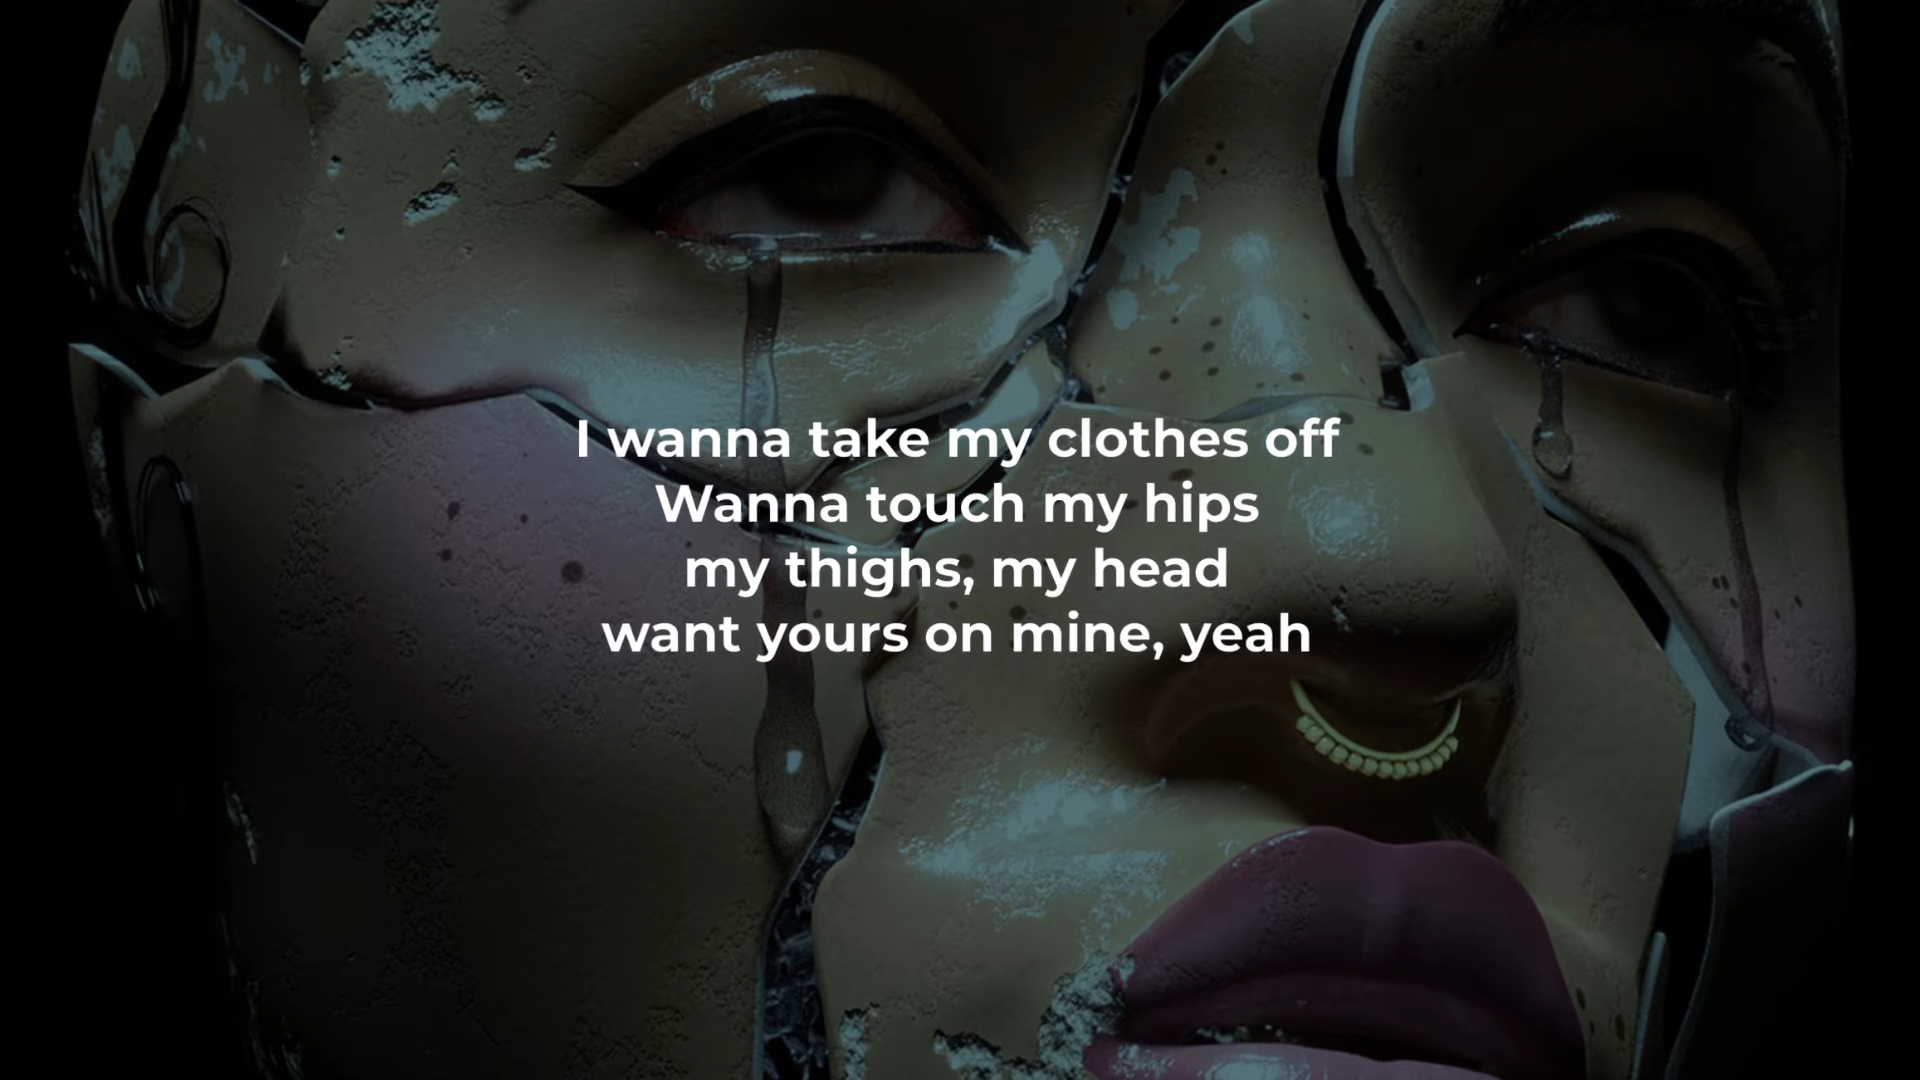 I wanna take my clothes off
Wanna touch my hips
my thighs, my head
want yours on mine, yeah